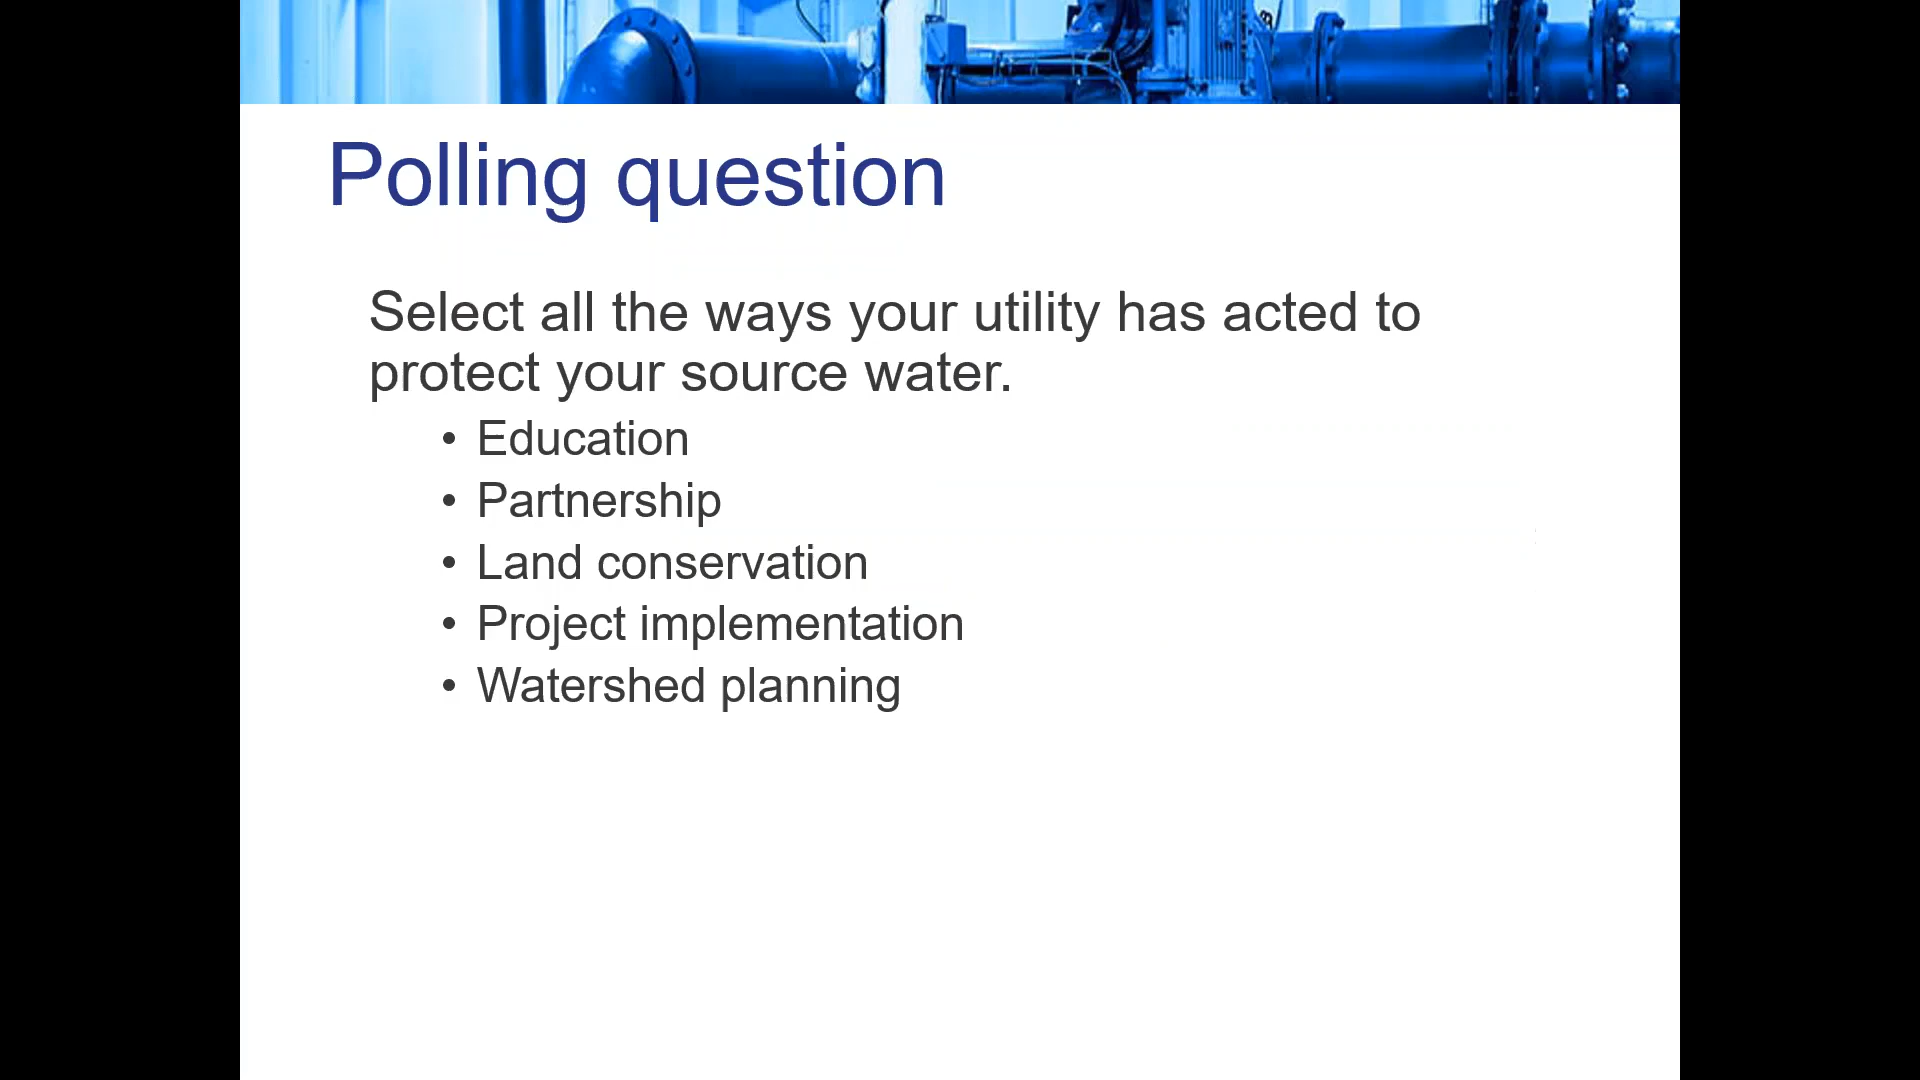 Polling question
Select all the ways your utility has acted to
protect your source water.
• Education
• Partnership
• Land conservation
• Project implementation
• Watershed planning